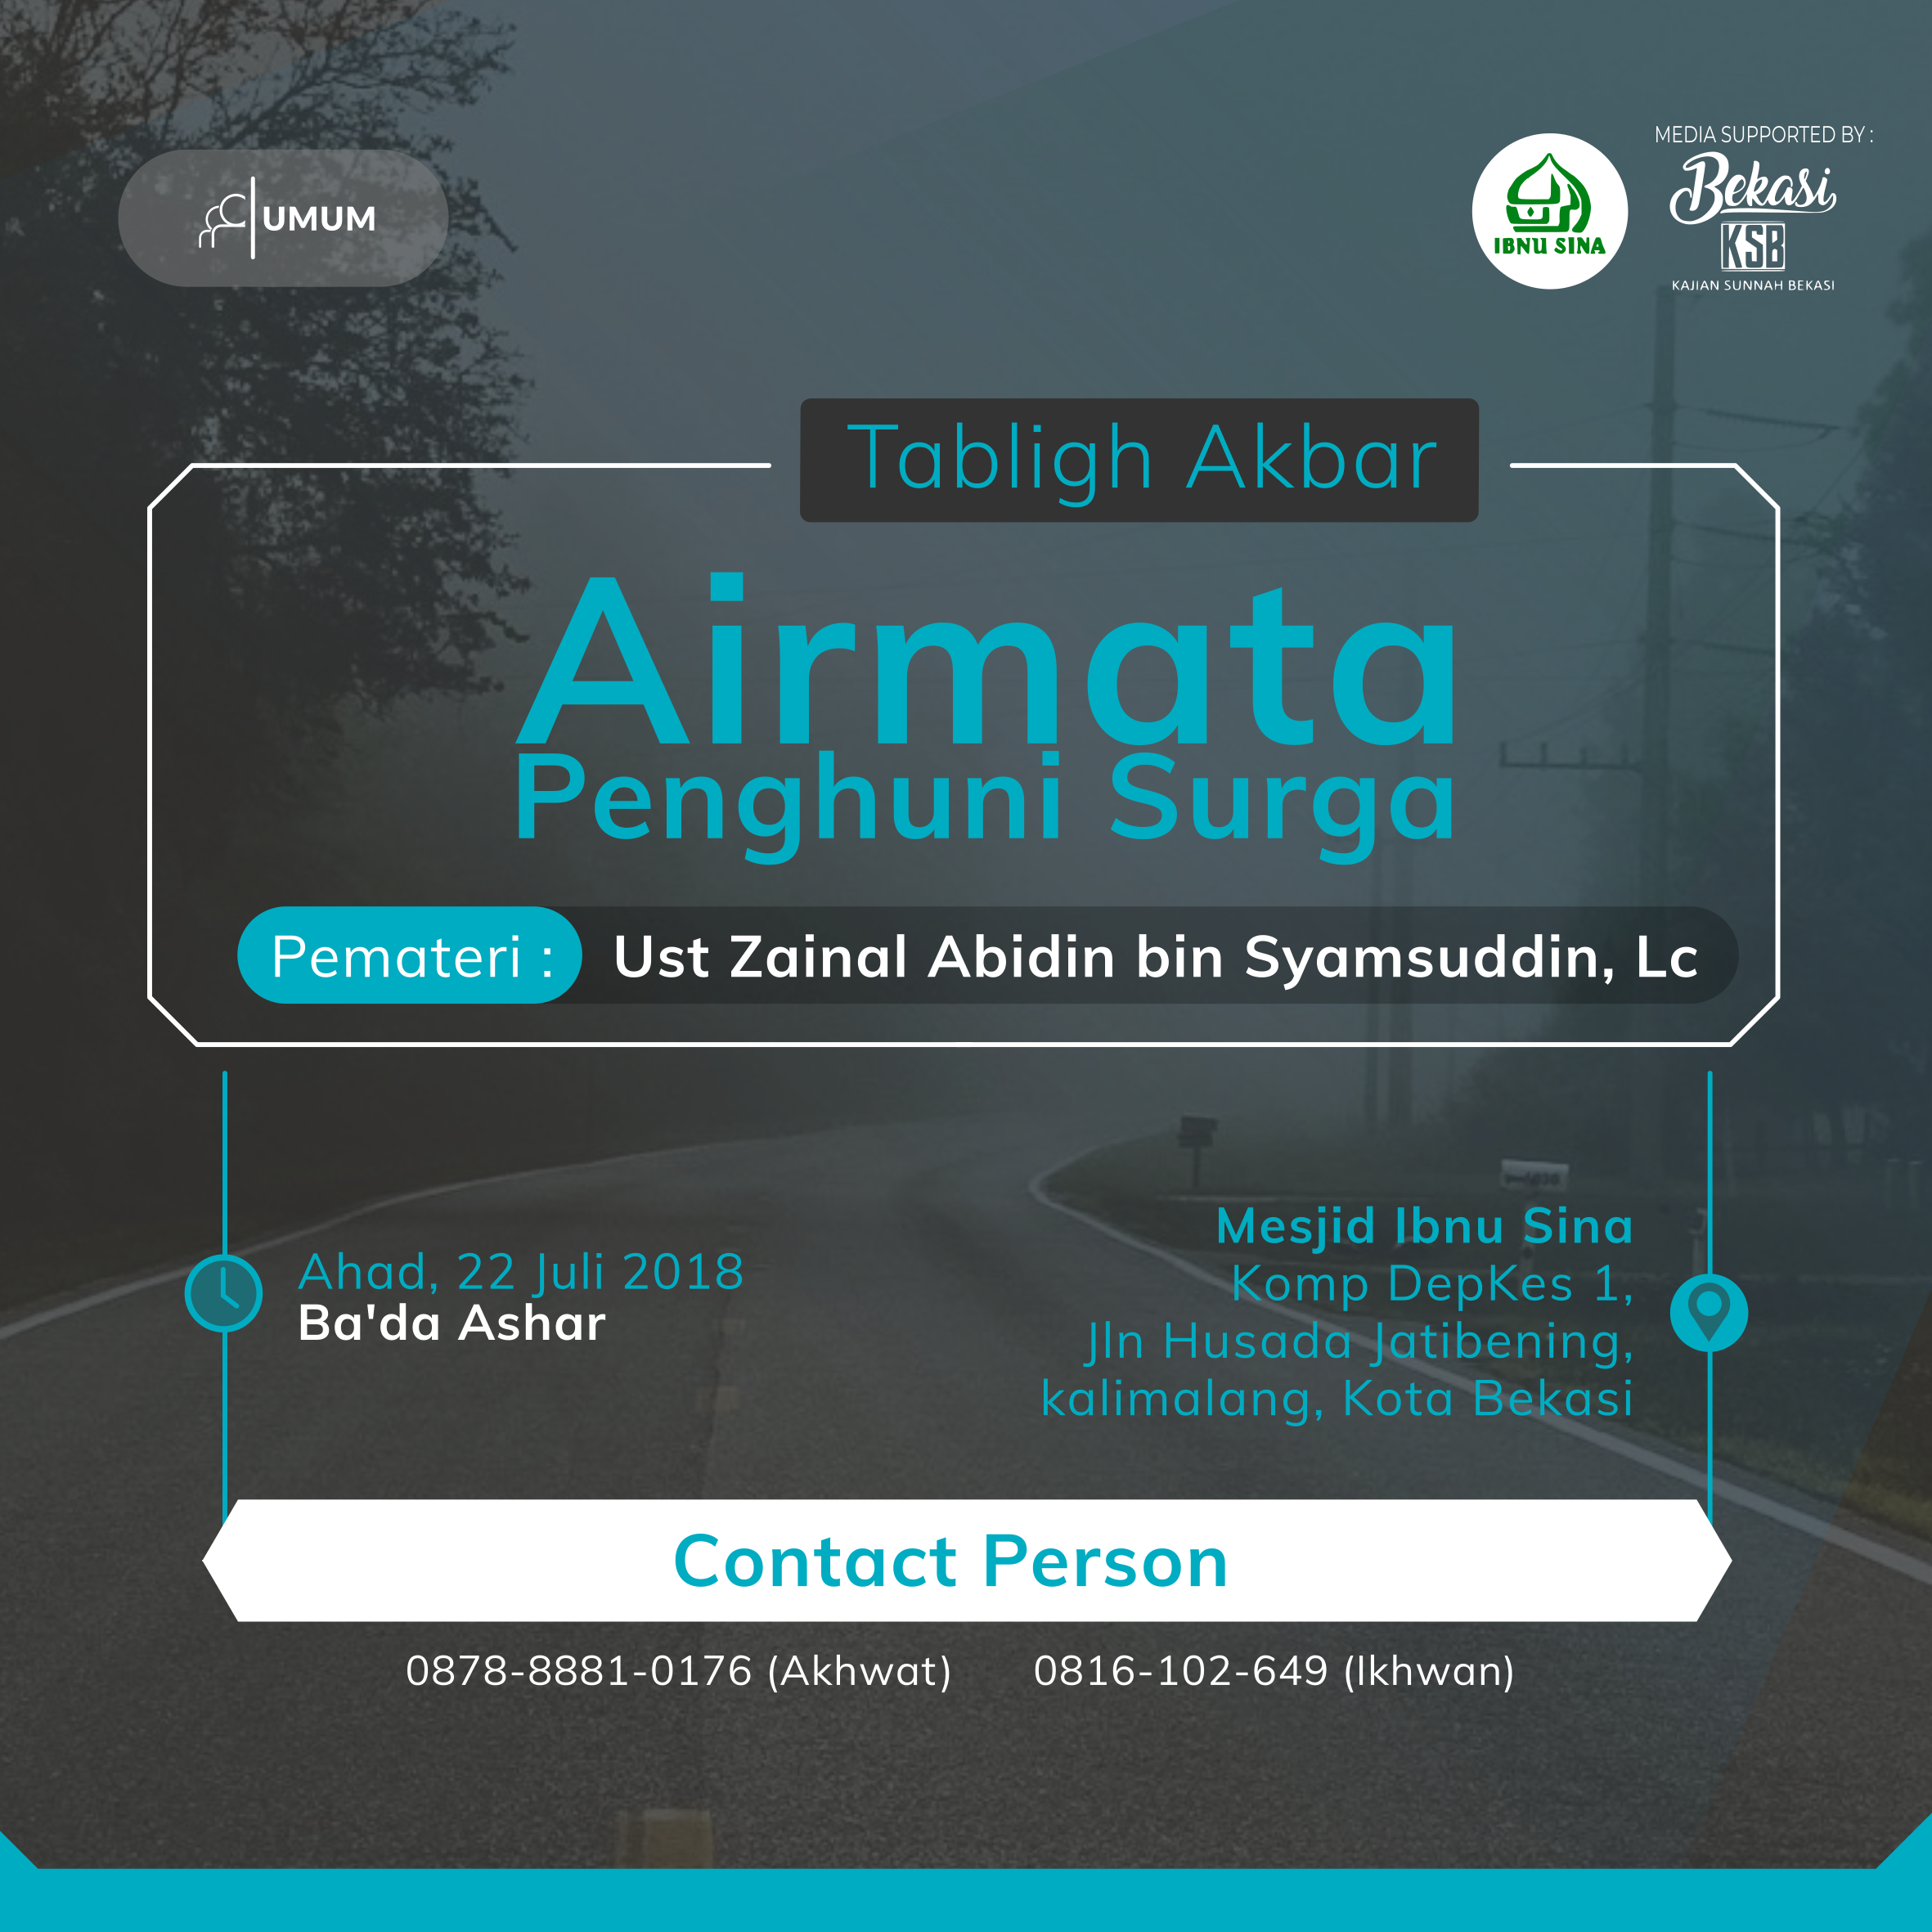 UMUM
IBNU SINA
MEDIA SUPPORTED BY :
Bekasi
KSB
KAJIAN SUNNAH BEKASI
Tabligh Akbar
Airmata
Penghuni Surga
Pemateri : Ust Zainal Abidin bin Syamsuddin, Lc
Ahad, 22 Juli 2018
Ba'da Ashar
Mesjid Ibnu Sina
Komp DepKes 1,
Jln Husada Jatibening,
kalimalang, Kota Bekasi
Contact Person
0878-8881-0176 (Akhwat) 0816-102-649 (Ikhwan)